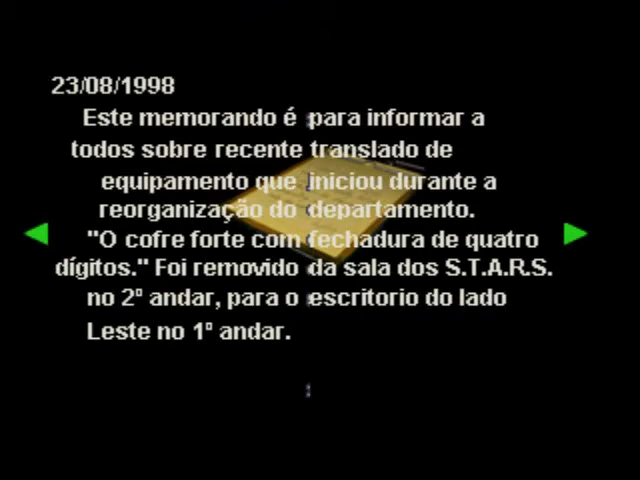 23/08/1998
Este memorando é para informar a
todos sobre recente translado de
equipamento que iniciou durante a
reorganização do departamento.
"O cofre forte com fechadura de quatro
dígitos." Foi removido da sala dos S.T.A.R.S.
no 2º andar, para o escritorio do lado
Leste no 1º andar.